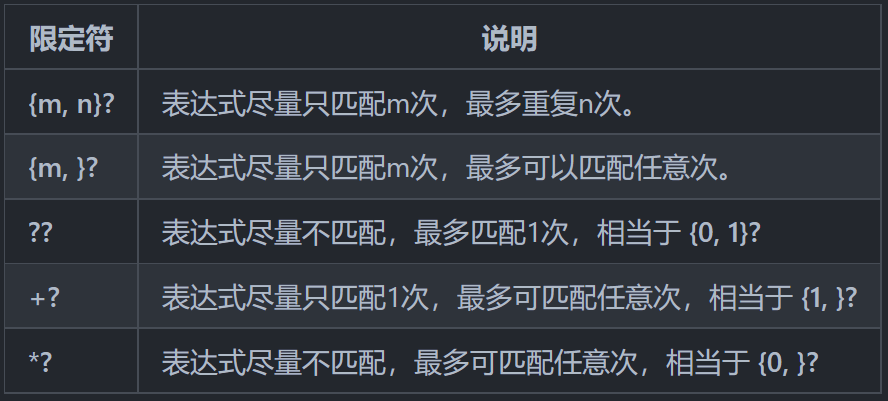 限定符 说明
{m, n}? 表达式尽量只匹配m次，最多重复n次。
{m, }? 表达式尽量只匹配m次，最多可以匹配任意次。
?? 表达式尽量不匹配，最多匹配1次，相当于 {0, 1}?
+? 表达式尽量只匹配1次，最多可匹配任意次，相当于 {1, }?
*? 表达式尽量不匹配，最多可匹配任意次，相当于 {0, }?